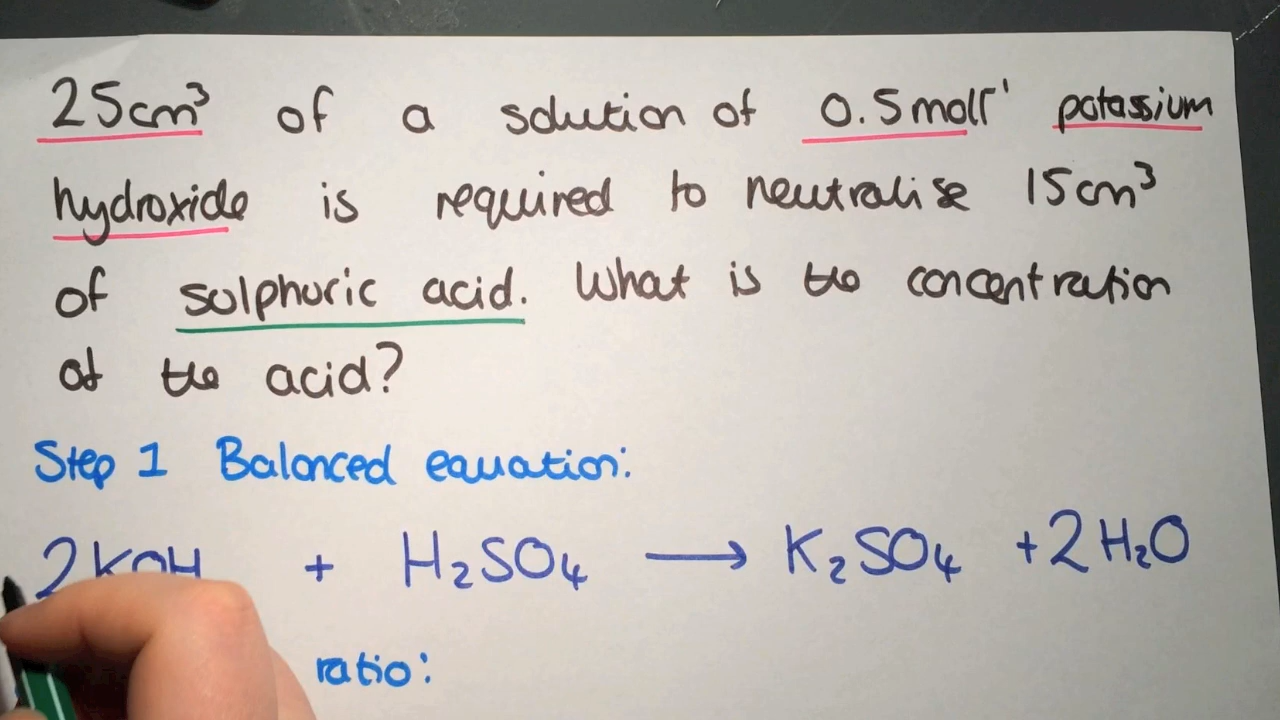 25cm³ of a solution of 0.5moll⁻¹ potassium
hydroxide is required to neutralise 15cm³
of sulphuric acid. What is the concentration
of the acid?
Step 1 Balanced equation:
2KOH + H₂SO₄ → K₂SO₄ + 2H₂O
ratio: